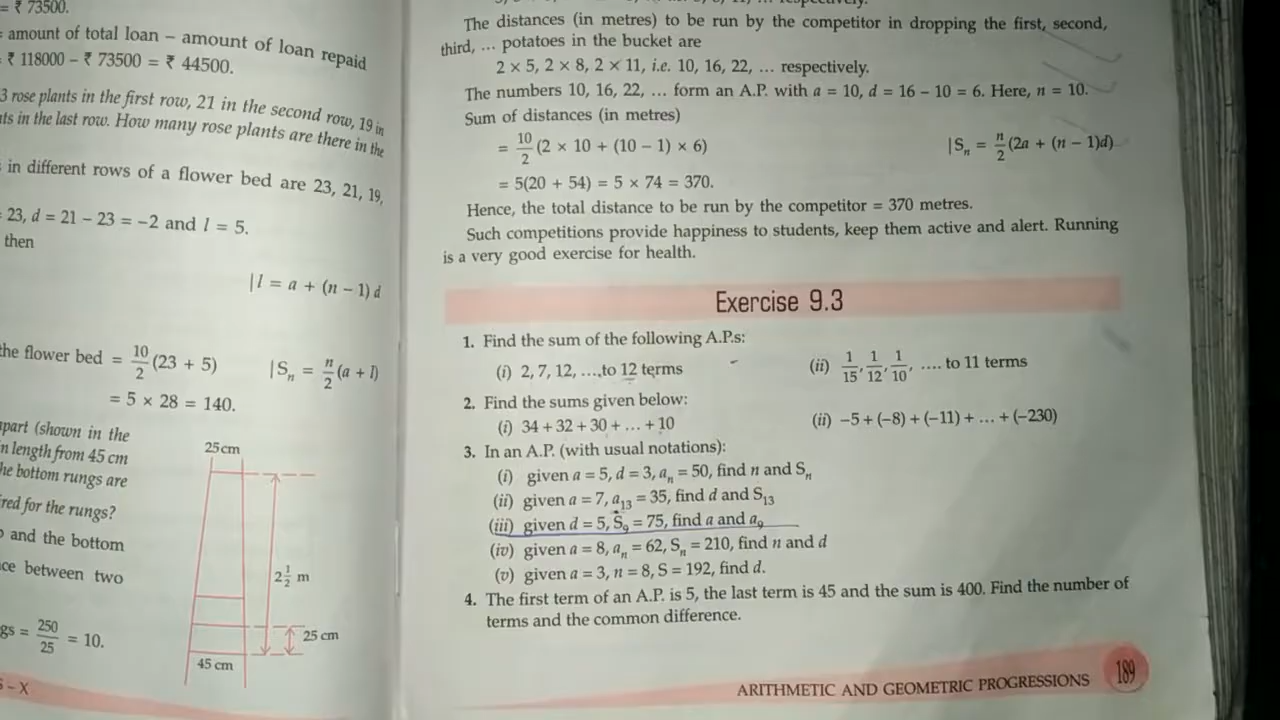 = ₹ 73500.
= amount of total loan – amount of loan repaid
= ₹ 118000 – ₹ 73500 = ₹ 44500.
3 rose plants in the first row, 21 in the second row, 19 in
in the last row. How many rose plants are there in the
in different rows of a flower bed are 23, 21, 19,
= 23, d = 21 – 23 = –2 and l = 5.
then
|l = a + (n – 1) d
the flower bed = 10/2 (23 + 5) |Sₙ = n/2 (a + l)
= 5 × 28 = 140.
(shown in the
in length from 45 cm
the bottom rungs are
for the rungs?
and the bottom
between two
= 250/25 = 10.
25 cm
2 1/2 m
25 cm
45 cm
– X
respectively.
The distances (in metres) to be run by the competitor in dropping the first, second,
third, ... potatoes in the bucket are
2 × 5, 2 × 8, 2 × 11, i.e. 10, 16, 22, ... respectively.
The numbers 10, 16, 22, ... form an A.P. with a = 10, d = 16 – 10 = 6. Here, n = 10.
Sum of distances (in metres)
= 10/2 (2 × 10 + (10 – 1) × 6) |Sₙ = n/2 (2a + (n – 1)d)
= 5(20 + 54) = 5 × 74 = 370.
Hence, the total distance to be run by the competitor = 370 metres.
Such competitions provide happiness to students, keep them active and alert. Running
is a very good exercise for health.
Exercise 9.3
1. Find the sum of the following A.P.s:
(i) 2, 7, 12, ...,to 12 terms (ii) 1/15, 1/12, 1/10, .... to 11 terms
2. Find the sums given below:
(i) 34 + 32 + 30 + ... + 10 (ii) –5 + (–8) + (–11) + ... + (–230)
3. In an A.P. (with usual notations):
(i) given a = 5, d = 3, aₙ = 50, find n and Sₙ
(ii) given a = 7, a₁₃ = 35, find d and S₁₃
(iii) given d = 5, S₉ = 75, find a and a₉
(iv) given a = 8, aₙ = 62, Sₙ = 210, find n and d
(v) given a = 3, n = 8, S = 192, find d.
4. The first term of an A.P. is 5, the last term is 45 and the sum is 400. Find the number of
terms and the common difference.
ARITHMETIC AND GEOMETRIC PROGRESSIONS 189